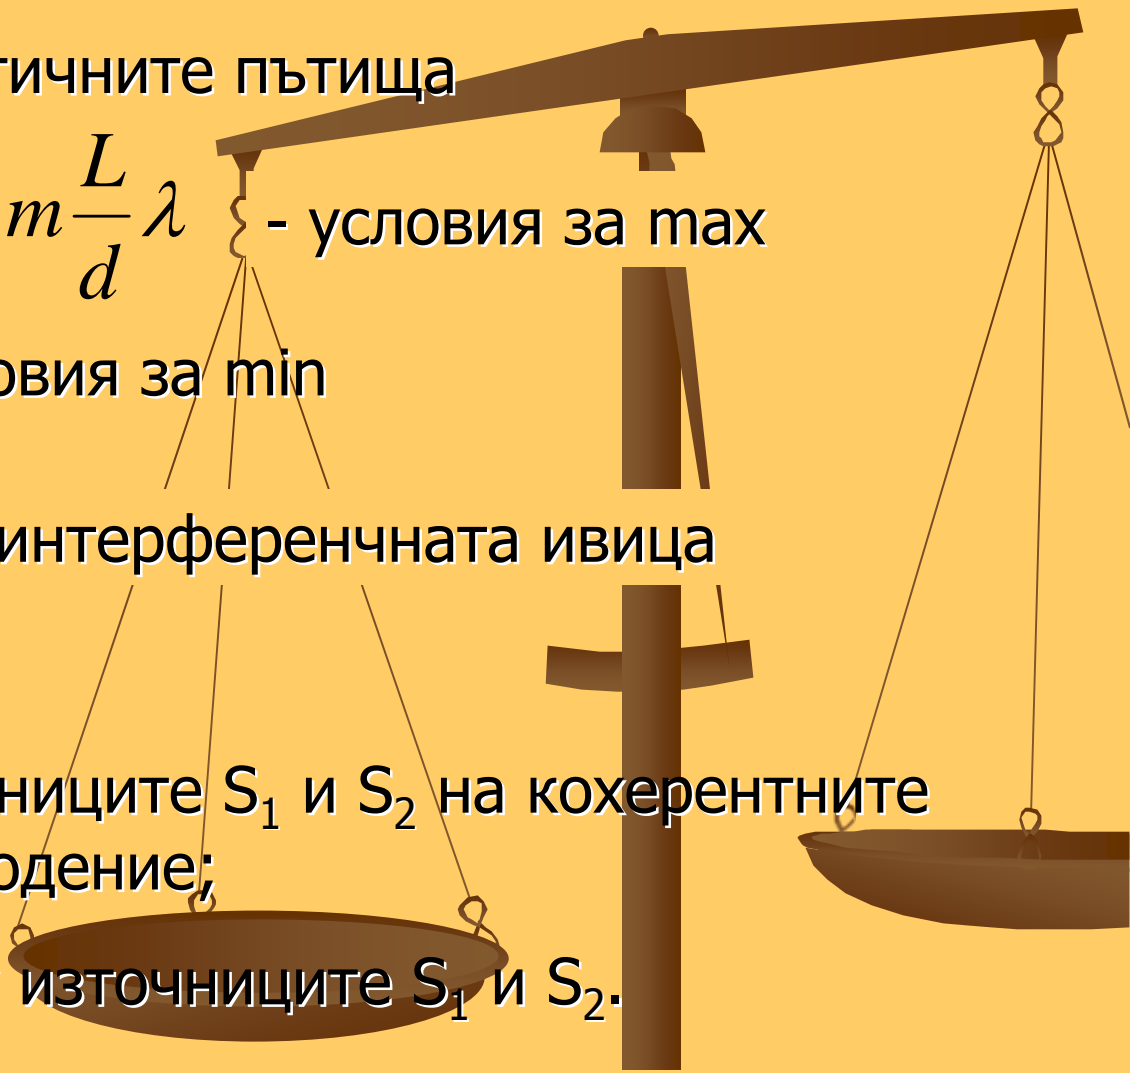 тичните пътища
m L/d λ - условия за max
овия за min
интерференчната ивица
ниците S₁ и S₂ на кохерентните
одение;
източниците S₁ и S₂.